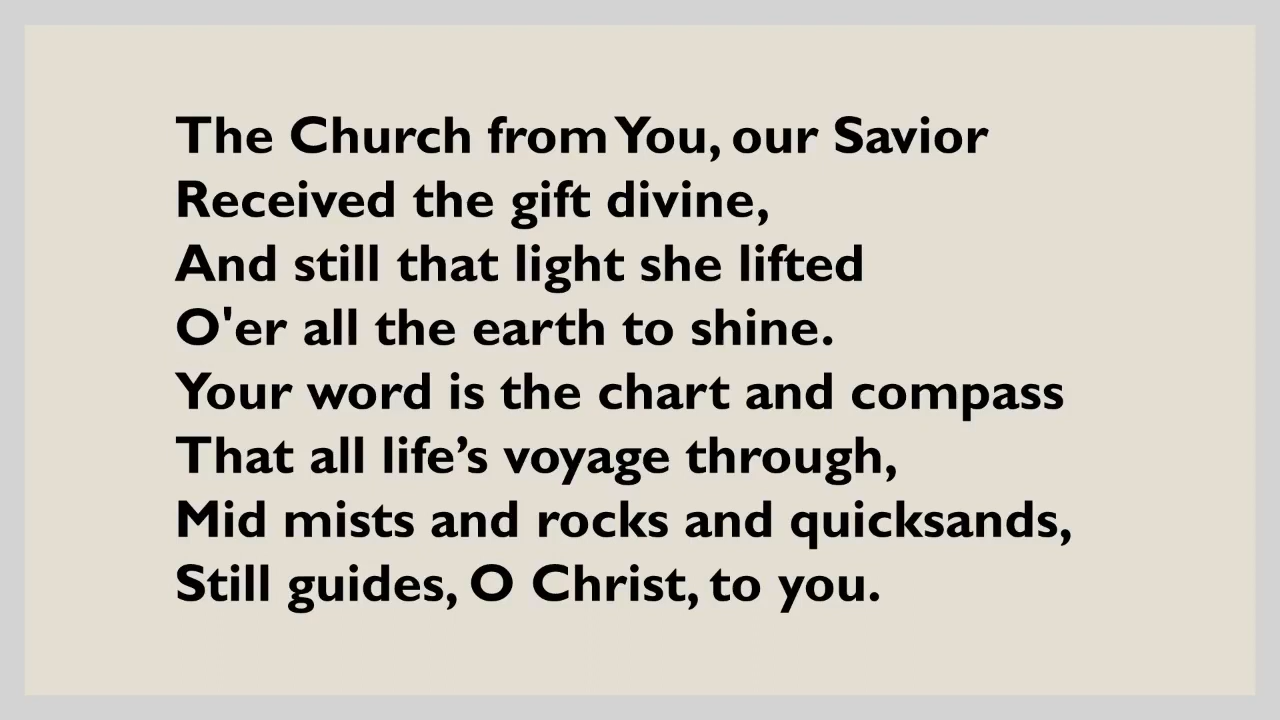 The Church from You, our Savior
Received the gift divine,
And still that light she lifted
O'er all the earth to shine.
Your word is the chart and compass
That all life’s voyage through,
Mid mists and rocks and quicksands,
Still guides, O Christ, to you.